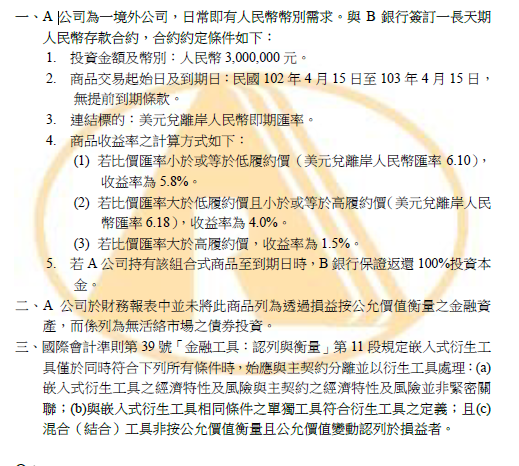 一、A 公司為一境外公司，日常即有人民幣幣別需求。與 B 銀行簽訂一長天期
人民幣存款合約，合約約定條件如下：
1. 投資金額及幣別：人民幣 3,000,000 元。
2. 商品交易起始日及到期日：民國 102 年 4 月 15 日至 103 年 4 月 15 日，
無提前到期條款。
3. 連結標的：美元兌離岸人民幣即期匯率。
4. 商品收益率之計算方式如下：
(1) 若比價匯率小於或等於低履約價（美元兌離岸人民幣匯率 6.10），
收益率為 5.8%。
(2) 若比價匯率大於低履約價且小於或等於高履約價（美元兌離岸人民
幣匯率 6.18），收益率為 4.0%。
(3) 若比價匯率大於高履約價，收益率為 1.5%。
5. 若 A 公司持有該組合式商品至到期日時，B 銀行保證返還 100%投資本
金。
二、A 公司於財務報表中並未將此商品列為透過損益按公允價值衡量之金融資
產，而係列為無活絡市場之債券投資。
三、國際會計準則第 39 號「金融工具：認列與衡量」第 11 段規定嵌入式衍生工
具僅於同時符合下列所有條件時，始應與主契約分離並以衍生工具處理：(a)
嵌入式衍生工具之經濟特性及風險與主契約之經濟特性及風險並非緊密關
聯；(b)與嵌入式衍生工具相同條件之單獨工具符合衍生工具之定義；且(c)
混合（結合）工具非按公允價值衡量且公允價值變動認列於損益者。